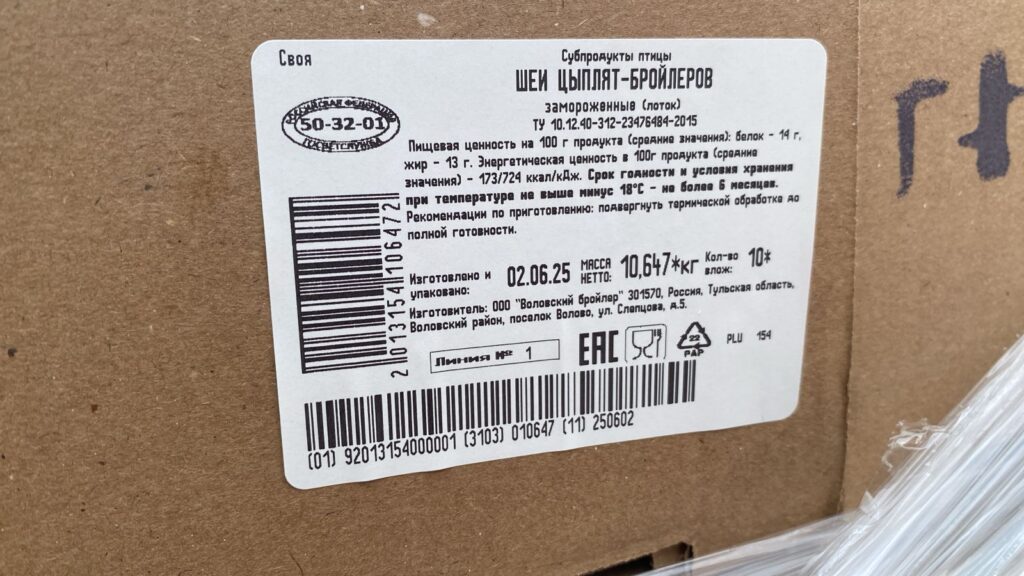 Своя
Субпродукты птицы
ШЕИ ЦЫПЛЯТ-БРОЙЛЕРОВ
замороженные (лоток)
ТУ 10.12.40-312-23476484-2015
РОССИЙСКАЯ ФЕДЕРАЦИЯ
50-32-01
ГОСВЕТСЛУЖБА
Пищевая ценность на 100 г продукта (средние значения): белок - 14 г,
жир - 13 г. Энергетическая ценность в 100г продукта (средние
значения) - 173/724 ккал/кДж. Срок годности и условия хранения
при температуре не выше минус 18°С - не более 6 месяцев.
Рекомендации по приготовлению: подвергнуть термической обработке до
полной готовности.
2013154106472
Изготовлено и
упаковано:
02.06.25
МАССА
НЕТТО:
10,647*кг
Кол-во
влож:
10*
Изготовитель: ООО "Воловский бройлер" 301570, Россия, Тульская область,
Воловский район, поселок Волово, ул. Слепцова, д.5.
Линия № 1
EAC
22
PAP
PLU 154
(01) 92013154000001 (3103) 010647 (11) 250602